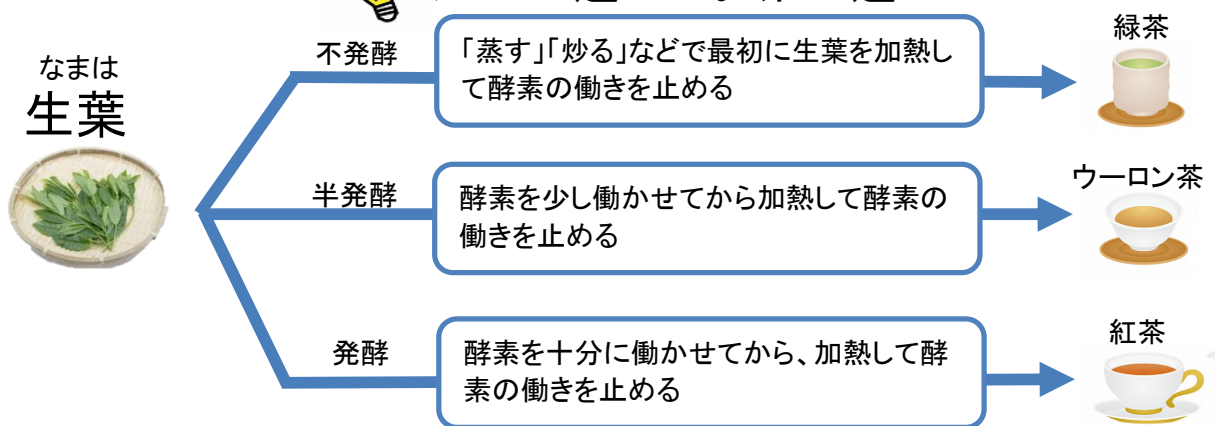 不発酵
「蒸す」「炒る」などで最初に生葉を加熱し
て酵素の働きを止める
緑茶
なまは
生葉
半発酵
酵素を少し働かせてから加熱して酵素の
働きを止める
ウーロン茶
発酵
酵素を十分に働かせてから、加熱して酵
素の働きを止める
紅茶